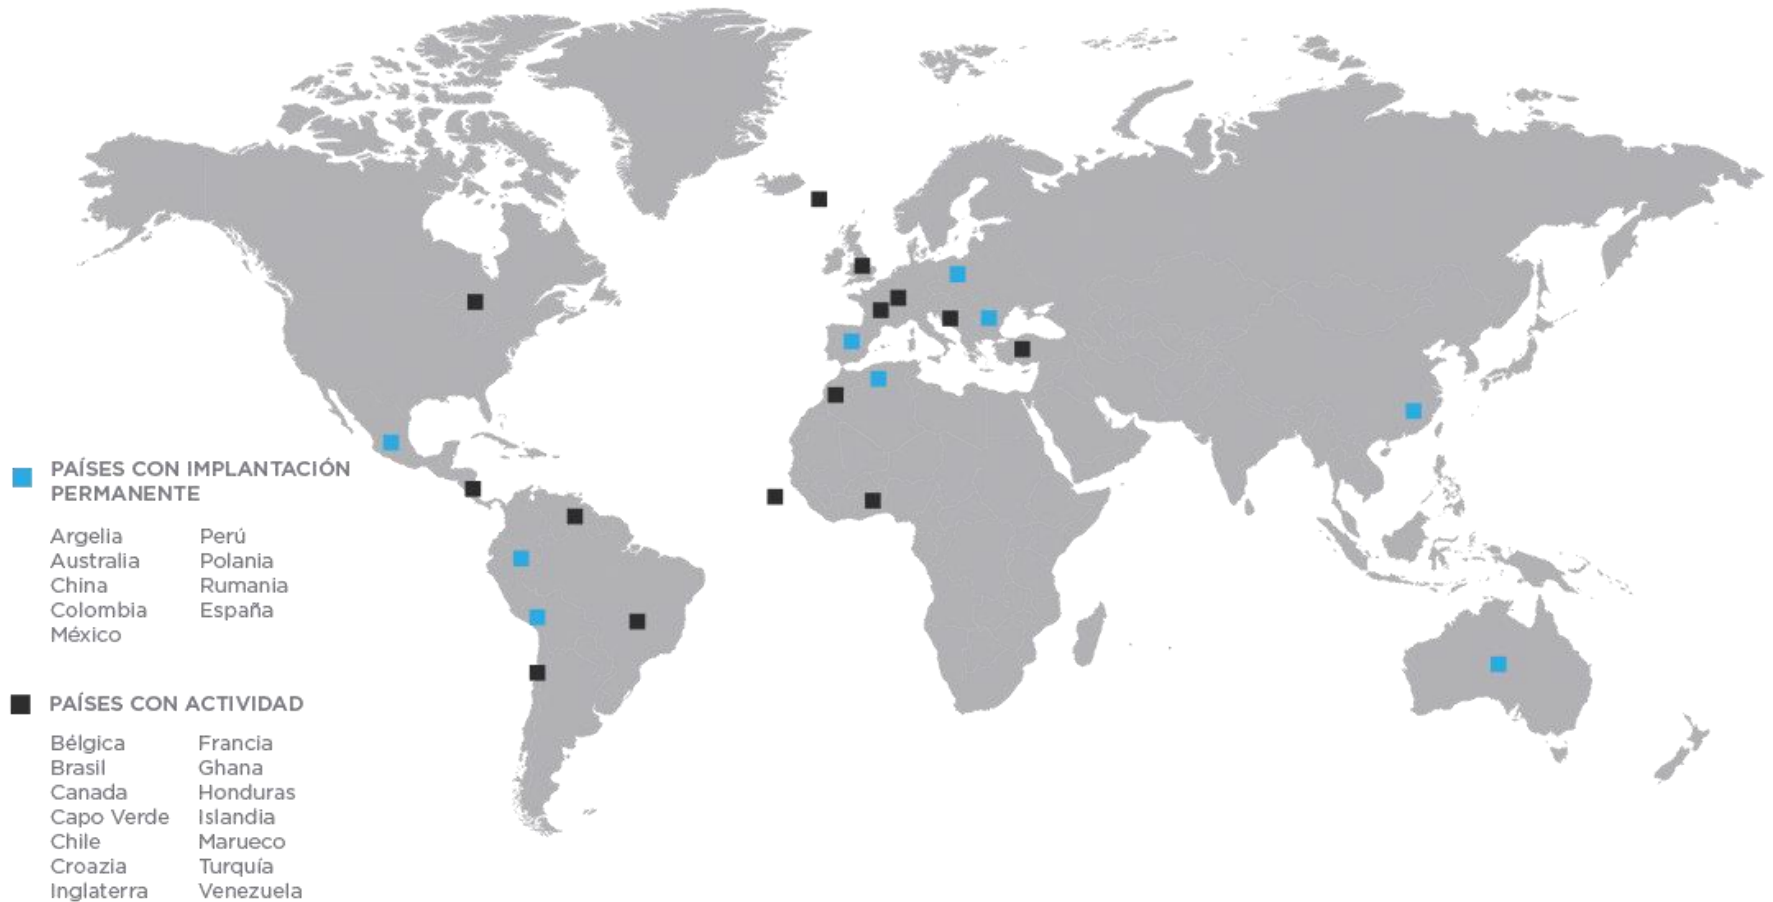 PAÍSES CON IMPLANTACIÓN
PERMANENTE
Argelia Perú
Australia Polania
China Rumania
Colombia España
México
PAÍSES CON ACTIVIDAD
Bélgica Francia
Brasil Ghana
Canada Honduras
Capo Verde Islandia
Chile Marueco
Croazia Turquía
Inglaterra Venezuela